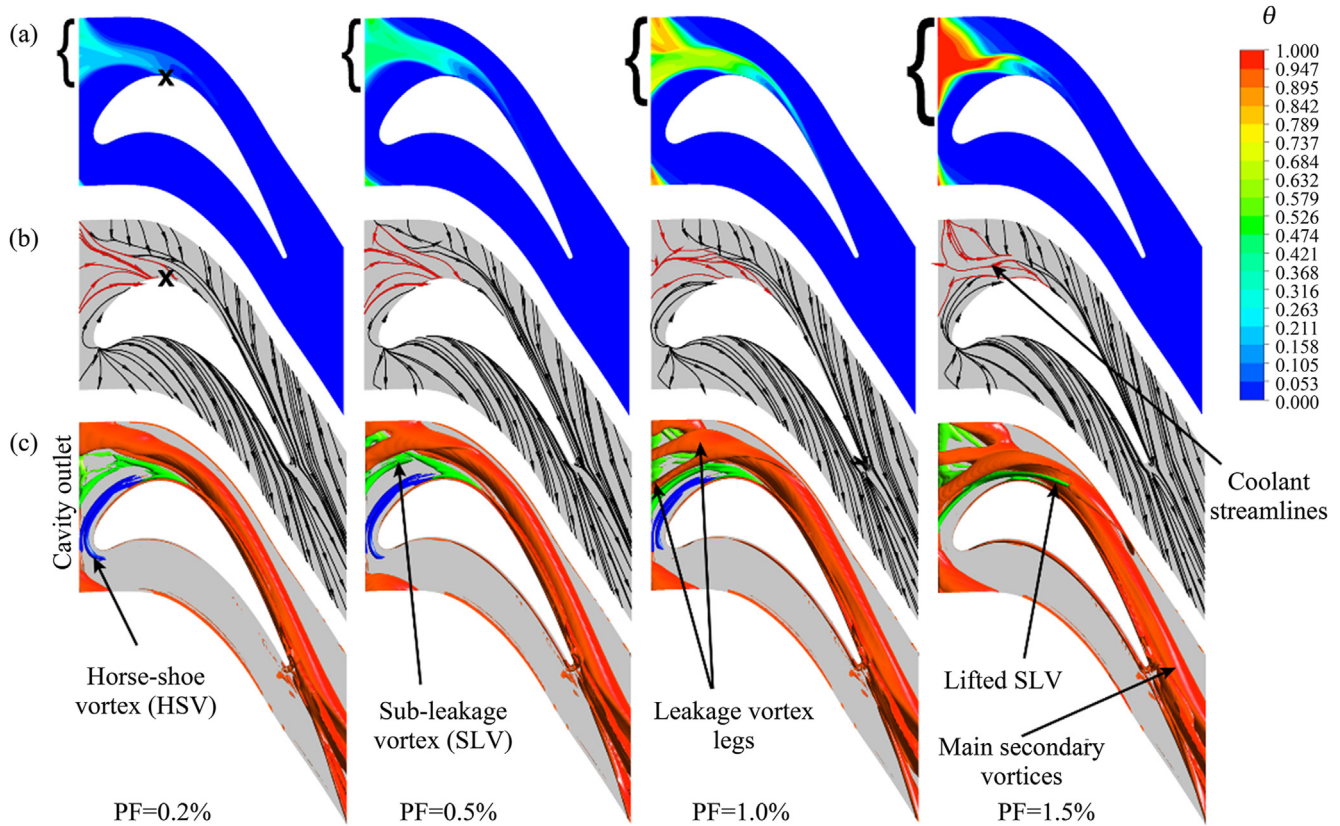 (a)
{
x
{
{
{
θ
1.000
0.947
0.895
0.842
0.789
0.737
0.684
0.632
0.579
0.526
0.474
0.421
0.368
0.316
0.263
0.211
0.158
0.105
0.053
0.000
(b)
x
Coolant
streamlines
(c)
Cavity outlet
Horse-shoe
vortex (HSV)
Sub-leakage
vortex (SLV)
Leakage vortex
legs
Lifted SLV
Main secondary
vortices
PF=0.2%
PF=0.5%
PF=1.0%
PF=1.5%